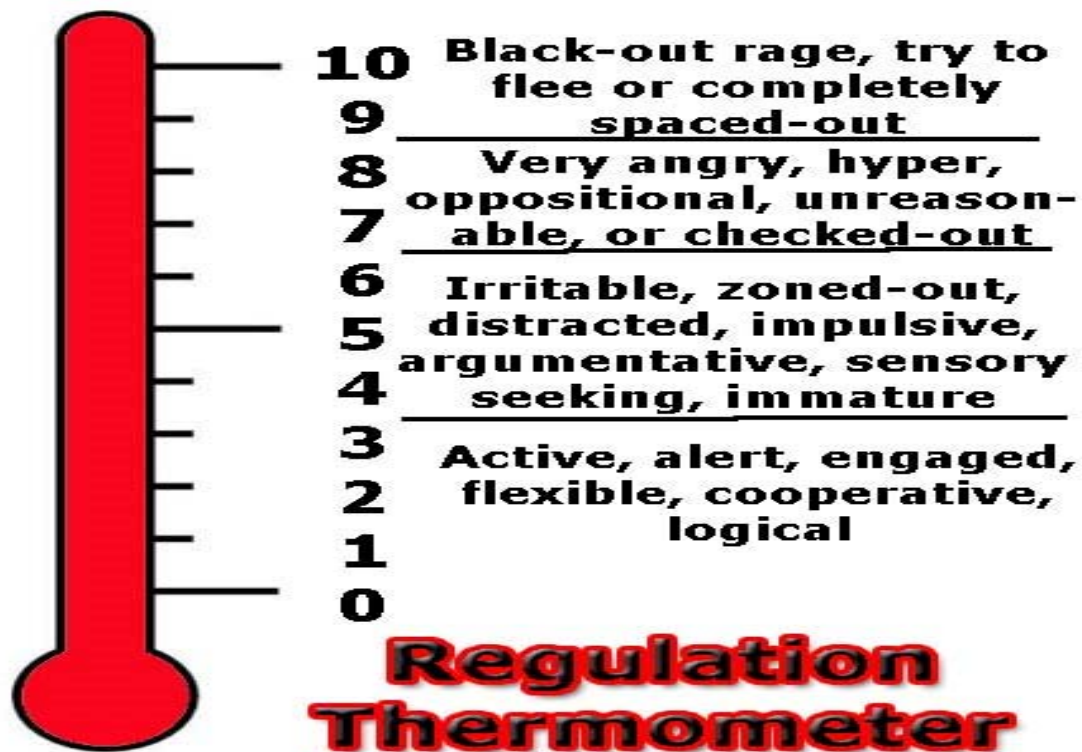 10 Black-out rage, try to
flee or completely
9 spaced-out
8 Very angry, hyper,
oppositional, unreason-
7 able, or checked-out
6 Irritable, zoned-out,
5 distracted, impulsive,
argumentative, sensory
4 seeking, immature
3 Active, alert, engaged,
2 flexible, cooperative,
logical
1
0
Regulation
Thermometer